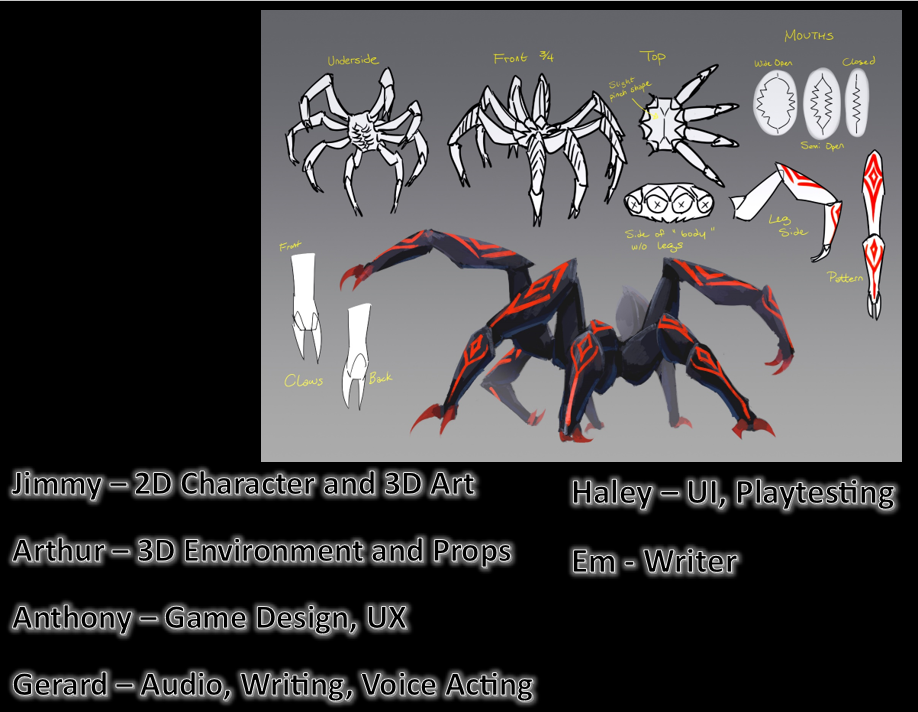 MOUTHS
Underside
Front 3/4
Top
Wide Open
Closed
Slight
pinch shape
Semi Open
Side of "body"
w/o legs
Leg
Side
Pattern
Front
Claws
Back
Jimmy – 2D Character and 3D Art
Haley – UI, Playtesting
Arthur – 3D Environment and Props
Em - Writer
Anthony – Game Design, UX
Gerard – Audio, Writing, Voice Acting